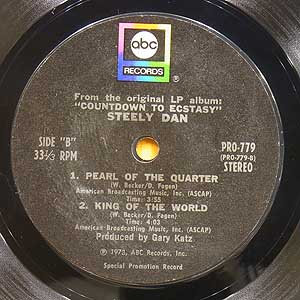 abc
RECORDS
From the original LP album:
"COUNTDOWN TO ECSTASY"
STEELY DAN
SIDE "B"
33⅓ RPM
PRO-779
(PRO-779-B)
STEREO
1. PEARL OF THE QUARTER
(W. Becker/D. Fagen)
American Broadcasting Music, Inc. (ASCAP)
Time: 3:55
2. KING OF THE WORLD
(W. Becker/D. Fagen)
American Broadcasting Music, Inc. (ASCAP)
Time: 4:03
Produced by Gary Katz
℗ 1973, ABC Records, Inc.
Special Promotion Record